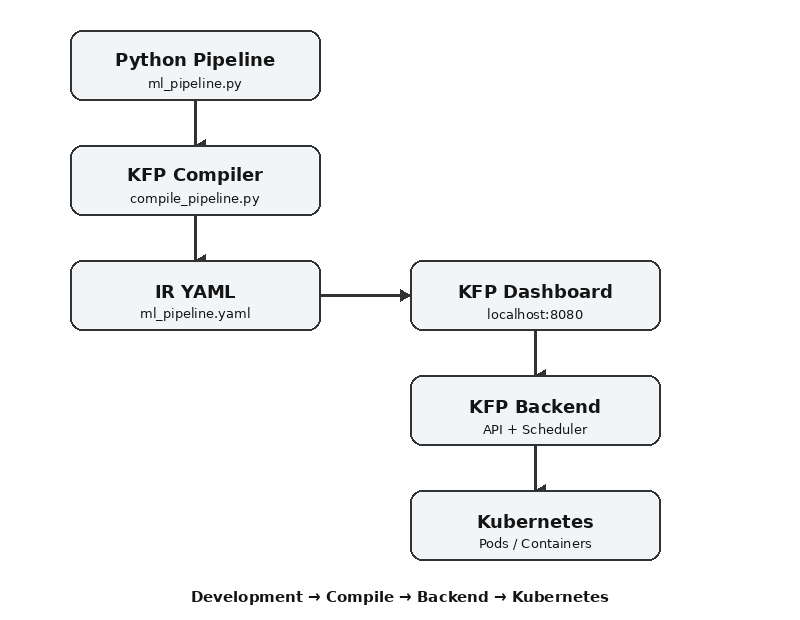 Python Pipeline
ml_pipeline.py
KFP Compiler
compile_pipeline.py
IR YAML
ml_pipeline.yaml
KFP Dashboard
localhost:8080
KFP Backend
API + Scheduler
Kubernetes
Pods / Containers
Development → Compile → Backend → Kubernetes